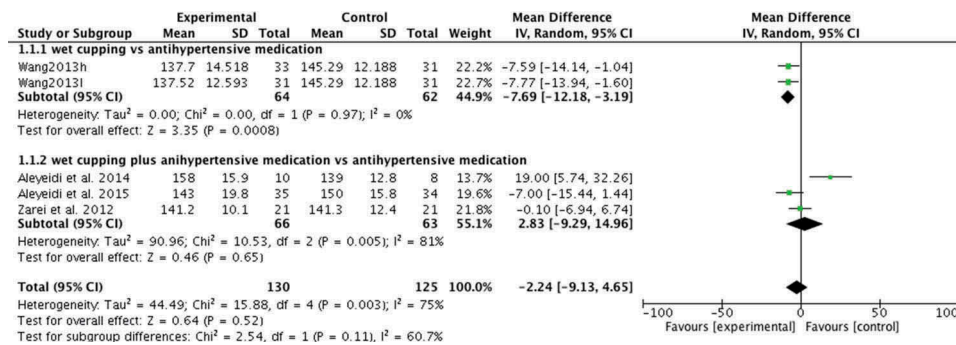 Experimental Control Mean Difference Mean Difference
Study or Subgroup Mean SD Total Mean SD Total Weight IV, Random, 95% CI IV, Random, 95% CI
1.1.1 wet cupping vs antihypertensive medication
Wang2013h 137.7 14.518 33 145.29 12.188 31 22.2% -7.59 [-14.14, -1.04]
Wang2013l 137.52 12.593 31 145.29 12.188 31 22.7% -7.77 [-13.94, -1.60]
Subtotal (95% CI) 64 62 44.9% -7.69 [-12.18, -3.19]
Heterogeneity: Tau² = 0.00; Chi² = 0.00, df = 1 (P = 0.97); I² = 0%
Test for overall effect: Z = 3.35 (P = 0.0008)
1.1.2 wet cupping plus anihypertensive medication vs antihypertensive medication
Aleyeidi et al. 2014 158 15.9 10 139 12.8 8 13.7% 19.00 [5.74, 32.26]
Aleyeidi et al. 2015 143 19.8 35 150 15.8 34 19.6% -7.00 [-15.44, 1.44]
Zarei et al. 2012 141.2 10.1 21 141.3 12.4 21 21.8% -0.10 [-6.94, 6.74]
Subtotal (95% CI) 66 63 55.1% 2.83 [-9.29, 14.96]
Heterogeneity: Tau² = 90.96; Chi² = 10.53, df = 2 (P = 0.005); I² = 81%
Test for overall effect: Z = 0.46 (P = 0.65)
Total (95% CI) 130 125 100.0% -2.24 [-9.13, 4.65]
Heterogeneity: Tau² = 44.49; Chi² = 15.88, df = 4 (P = 0.003); I² = 75%
Test for overall effect: Z = 0.64 (P = 0.52)
Test for subgroup differences: Chi² = 2.54, df = 1 (P = 0.11), I² = 60.7%
-100 -50 0 50 100
Favours [experimental] Favours [control]